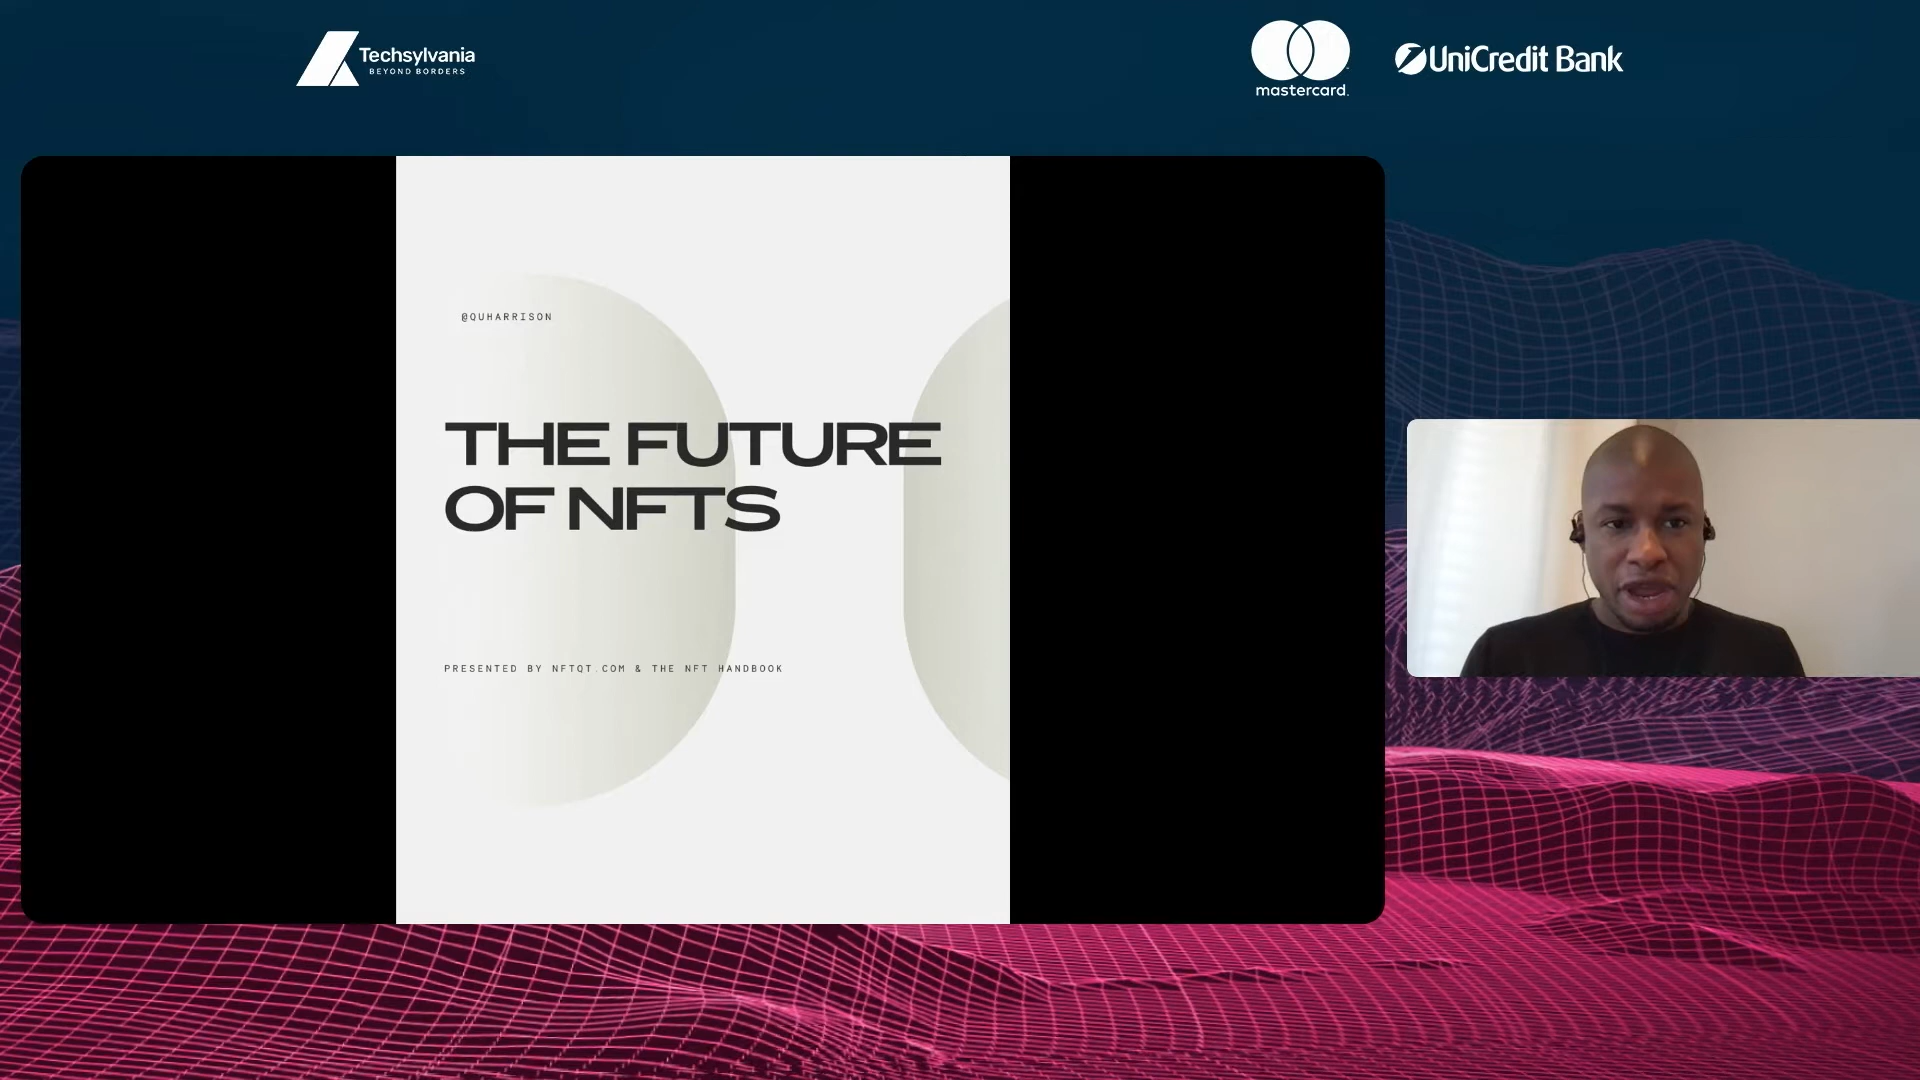 Techsylvania
BEYOND BORDERS
mastercard.
UniCredit Bank
@QUHARRISON
THE FUTURE
OF NFTS
PRESENTED BY NFTQT.COM & THE NFT HANDBOOK